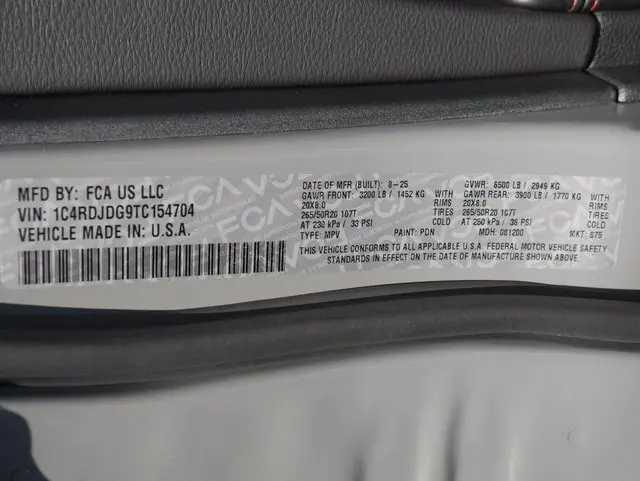 MFD BY: FCA US LLC
VIN: 1C4RDJDG9TC154704
VEHICLE MADE IN: U.S.A.
DATE OF MFR (BUILT): 8-25 GVWR: 6500 LB / 2949 KG
GAWR FRONT: 3200 LB / 1452 KG WITH GAWR REAR: 3900 LB / 1770 KG WITH
20X8.0 RIMS 20X8.0 RIMS
265/50R20 107T TIRES 265/50R20 107T TIRES
AT 230 kPa / 33 PSI COLD AT 250 kPa / 36 PSI COLD
TYPE: MPV PAINT: PDN MDH: 081200 MKT: 875
THIS VEHICLE CONFORMS TO ALL APPLICABLE U.S.A. FEDERAL MOTOR VEHICLE SAFETY
STANDARDS IN EFFECT ON THE DATE OF MANUFACTURE SHOWN ABOVE.